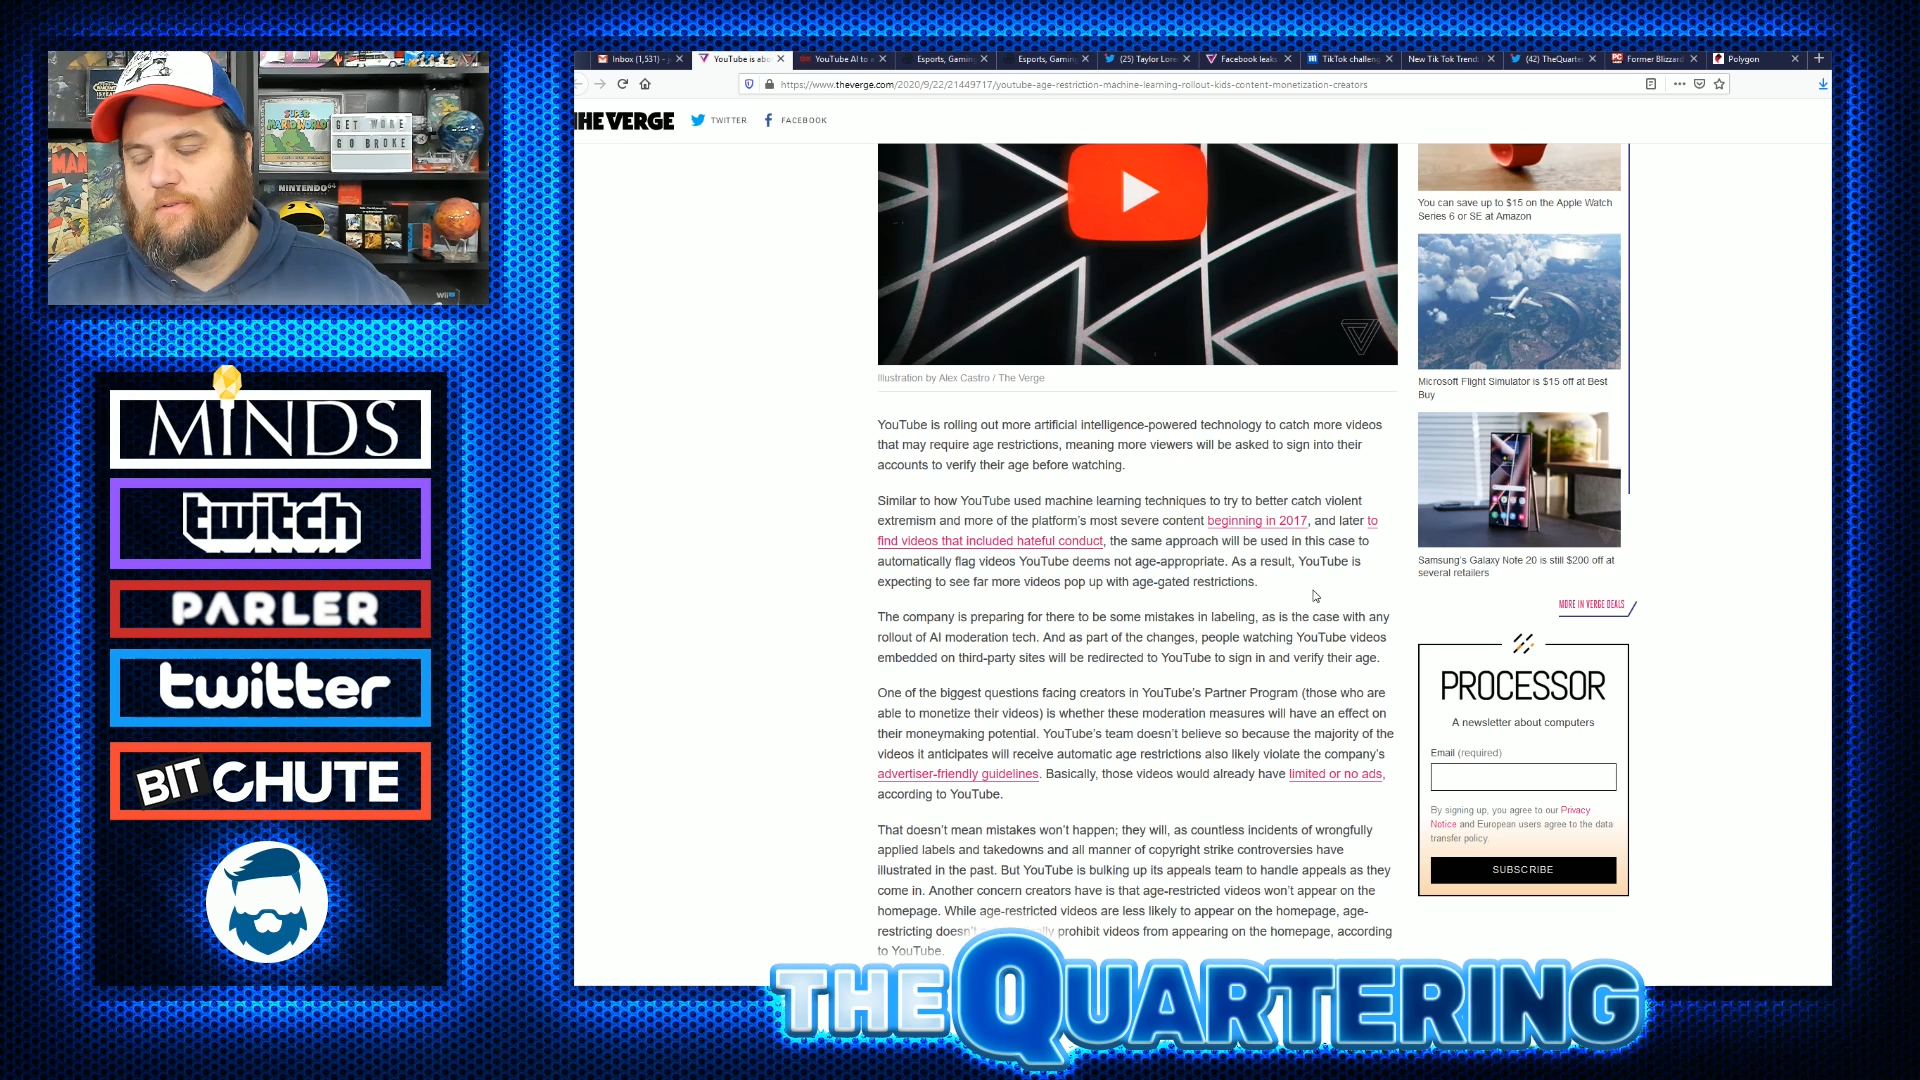 SUPER
MARIO WORLD
GET WOKE
GO BROKE
NINTENDO 64
Wii
MINDS
twitch
PARLER
twitter
BIT CHUTE
Inbox (1,531) -
YouTube is abo
YouTube AI to a
Esports, Gaming
Esports, Gaming
(25) Taylor Lore
Facebook leaks
TikTok challeng
New Tik Tok Trend:
(42) TheQuarte
Former Blizzard
Polygon
https://www.theverge.com/2020/9/22/21449717/youtube-age-restriction-machine-learning-rollout-kids-content-monetization-creators
THE VERGE
TWITTER
FACEBOOK
Illustration by Alex Castro / The Verge
YouTube is rolling out more artificial intelligence-powered technology to catch more videos
that may require age restrictions, meaning more viewers will be asked to sign into their
accounts to verify their age before watching.
Similar to how YouTube used machine learning techniques to try to better catch violent
extremism and more of the platform's most severe content beginning in 2017, and later to
find videos that included hateful conduct, the same approach will be used in this case to
automatically flag videos YouTube deems not age-appropriate. As a result, YouTube is
expecting to see far more videos pop up with age-gated restrictions.
The company is preparing for there to be some mistakes in labeling, as is the case with any
rollout of AI moderation tech. And as part of the changes, people watching YouTube videos
embedded on third-party sites will be redirected to YouTube to sign in and verify their age.
One of the biggest questions facing creators in YouTube's Partner Program (those who are
able to monetize their videos) is whether these moderation measures will have an effect on
their moneymaking potential. YouTube's team doesn't believe so because the majority of the
videos it anticipates will receive automatic age restrictions also likely violate the company's
advertiser-friendly guidelines. Basically, those videos would already have limited or no ads,
according to YouTube.
That doesn't mean mistakes won't happen; they will, as countless incidents of wrongfully
applied labels and takedowns and all manner of copyright strike controversies have
illustrated in the past. But YouTube is bulking up its appeals team to handle appeals as they
come in. Another concern creators have is that age-restricted videos won't appear on the
homepage. While age-restricted videos are less likely to appear on the homepage, age-
restricting doesn't prohibit videos from appearing on the homepage, according
to YouTube.
You can save up to $15 on the Apple Watch
Series 6 or SE at Amazon
Microsoft Flight Simulator is $15 off at Best
Buy
Samsung's Galaxy Note 20 is still $200 off at
several retailers
MORE IN VERGE DEALS
PROCESSOR
A newsletter about computers
Email (required)
By signing up, you agree to our Privacy
Notice and European users agree to the data
transfer policy.
SUBSCRIBE
THE QUARTERING